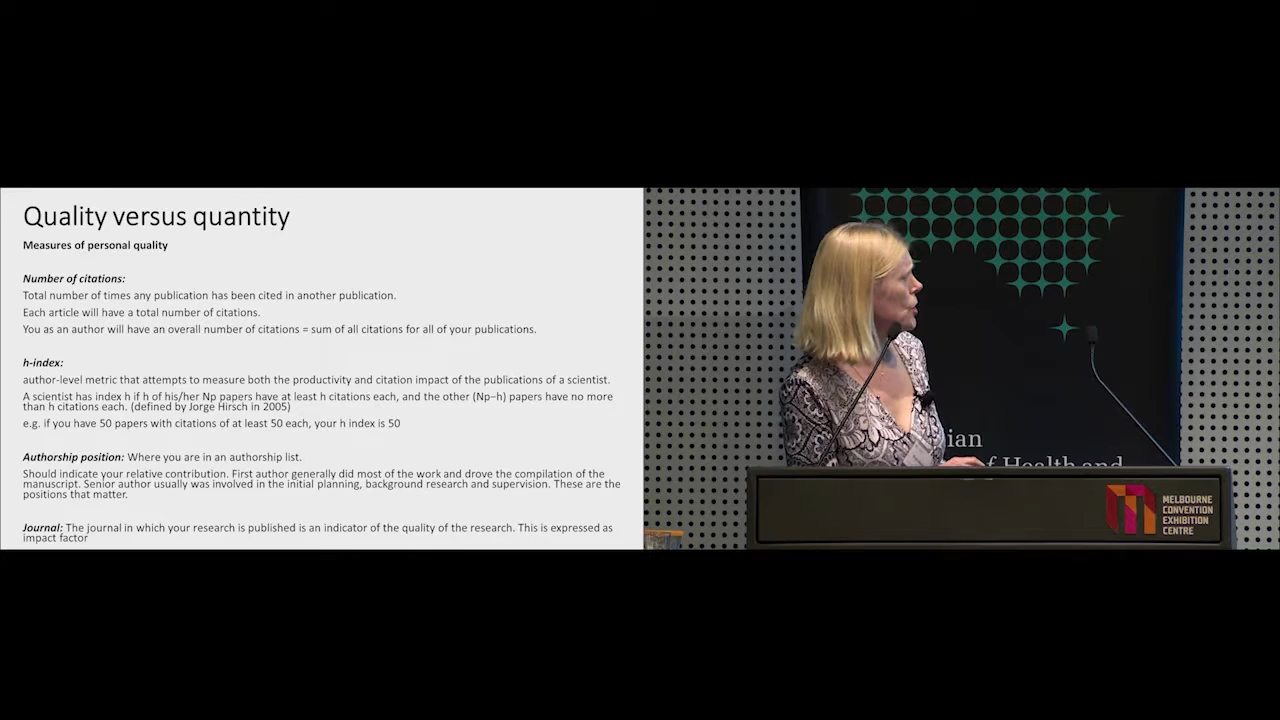 Quality versus quantity
Measures of personal quality
Number of citations:
Total number of times any publication has been cited in another publication.
Each article will have a total number of citations.
You as an author will have an overall number of citations = sum of all citations for all of your publications.
h-index:
author-level metric that attempts to measure both the productivity and citation impact of the publications of a scientist.
A scientist has index h if h of his/her Np papers have at least h citations each, and the other (Np−h) papers have no more
than h citations each. (defined by Jorge Hirsch in 2005)
e.g. if you have 50 papers with citations of at least 50 each, your h index is 50
Authorship position: Where you are in an authorship list.
Should indicate your relative contribution. First author generally did most of the work and drove the compilation of the
manuscript. Senior author usually was involved in the initial planning, background research and supervision. These are the
positions that matter.
Journal: The journal in which your research is published is an indicator of the quality of the research. This is expressed as
impact factor
ian
of Health and
MELBOURNE
CONVENTION
EXHIBITION
CENTRE